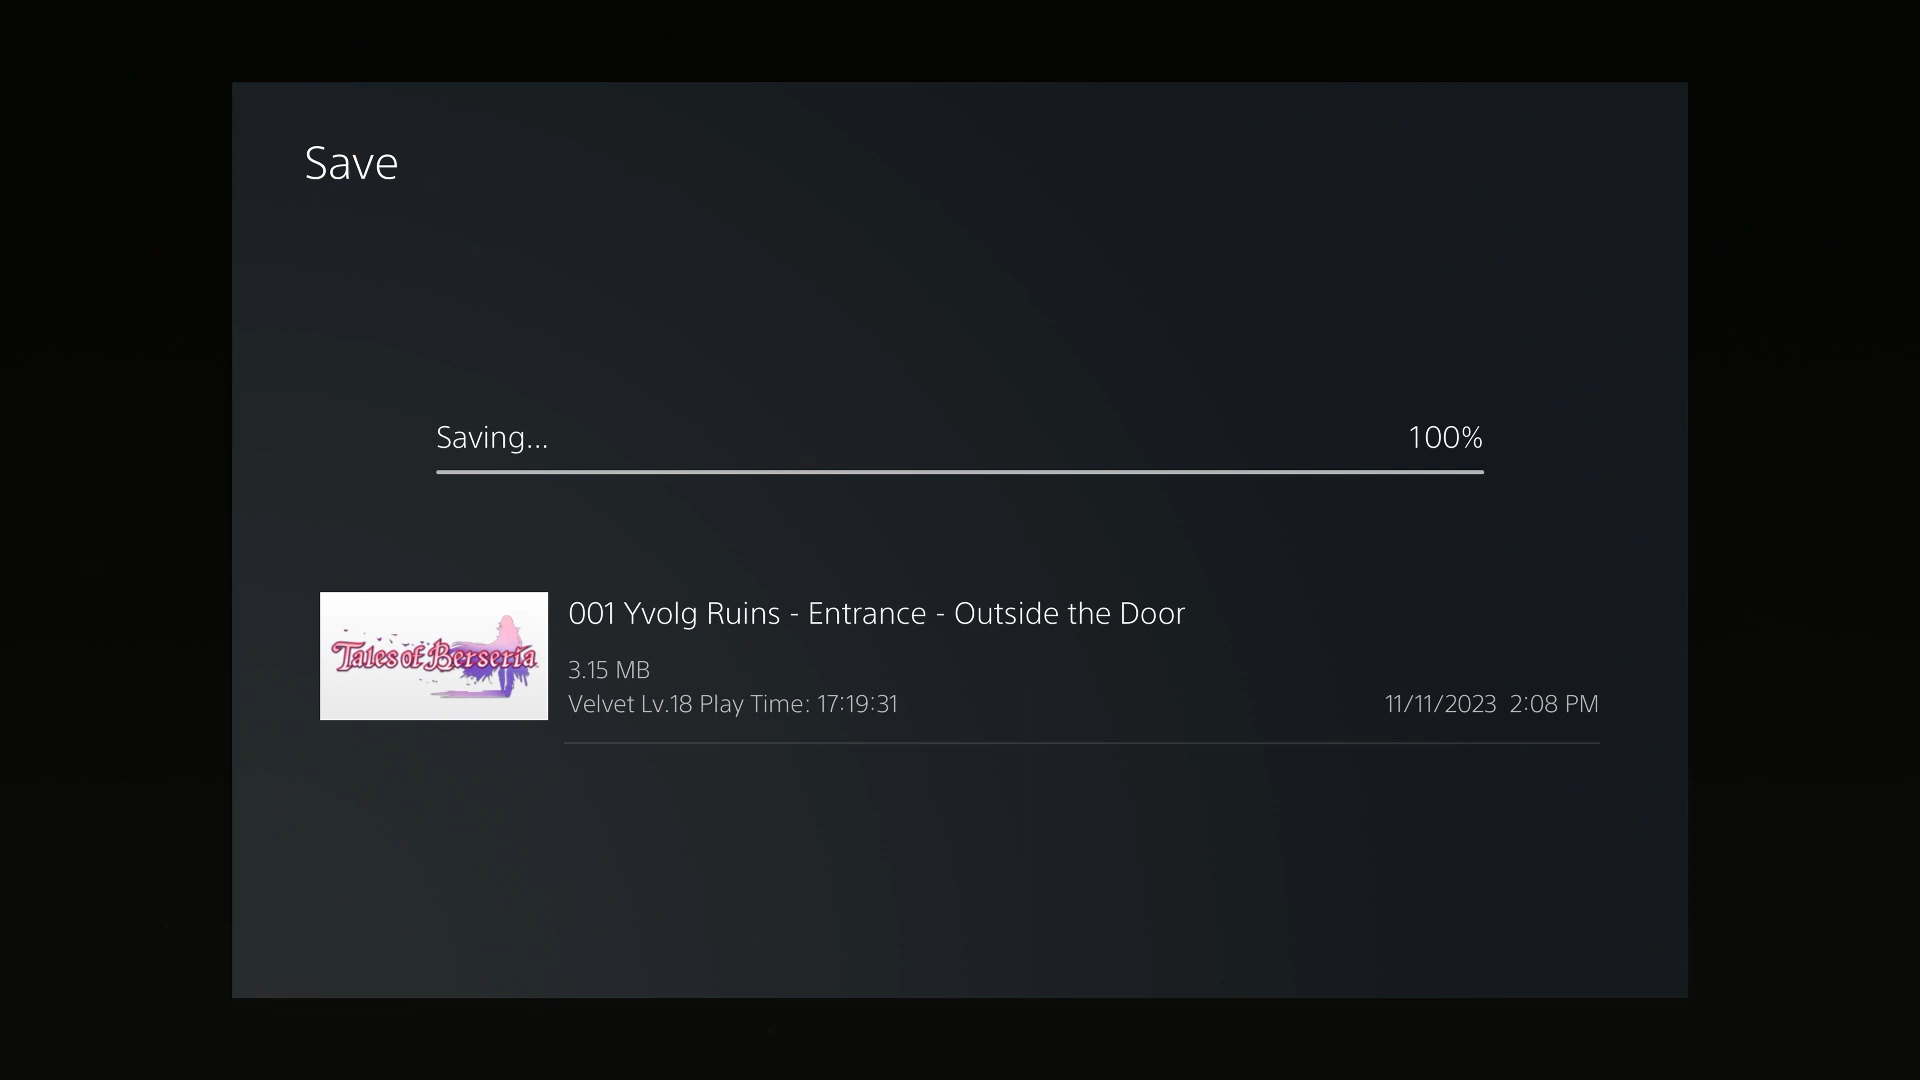 Save
Saving... 100%
Tales of Berseria
001 Yvolg Ruins - Entrance - Outside the Door
3.15 MB
Velvet Lv.18 Play Time: 17:19:31 11/11/2023 2:08 PM